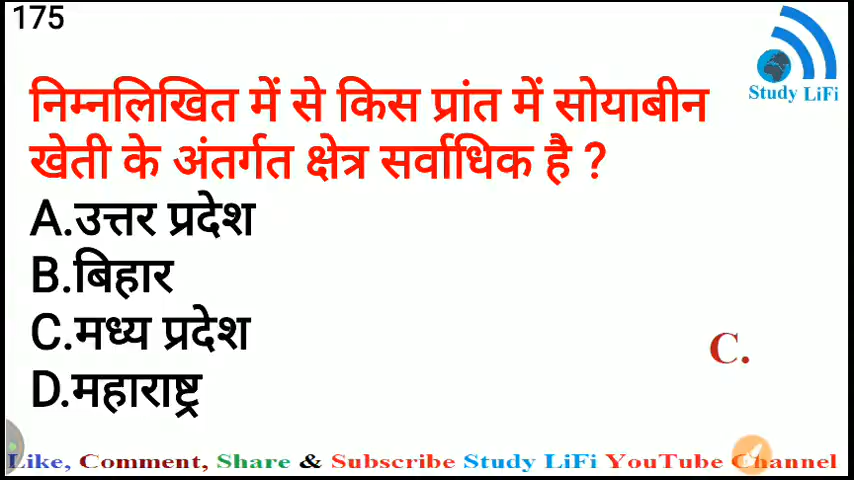 175
Study LiFi
निम्नलिखित में से किस प्रांत में सोयाबीन
खेती के अंतर्गत क्षेत्र सर्वाधिक है ?
A.उत्तर प्रदेश
B.बिहार
C.मध्य प्रदेश
C.
D.महाराष्ट्र
Like, Comment, Share & Subscribe Study LiFi YouTube Channel